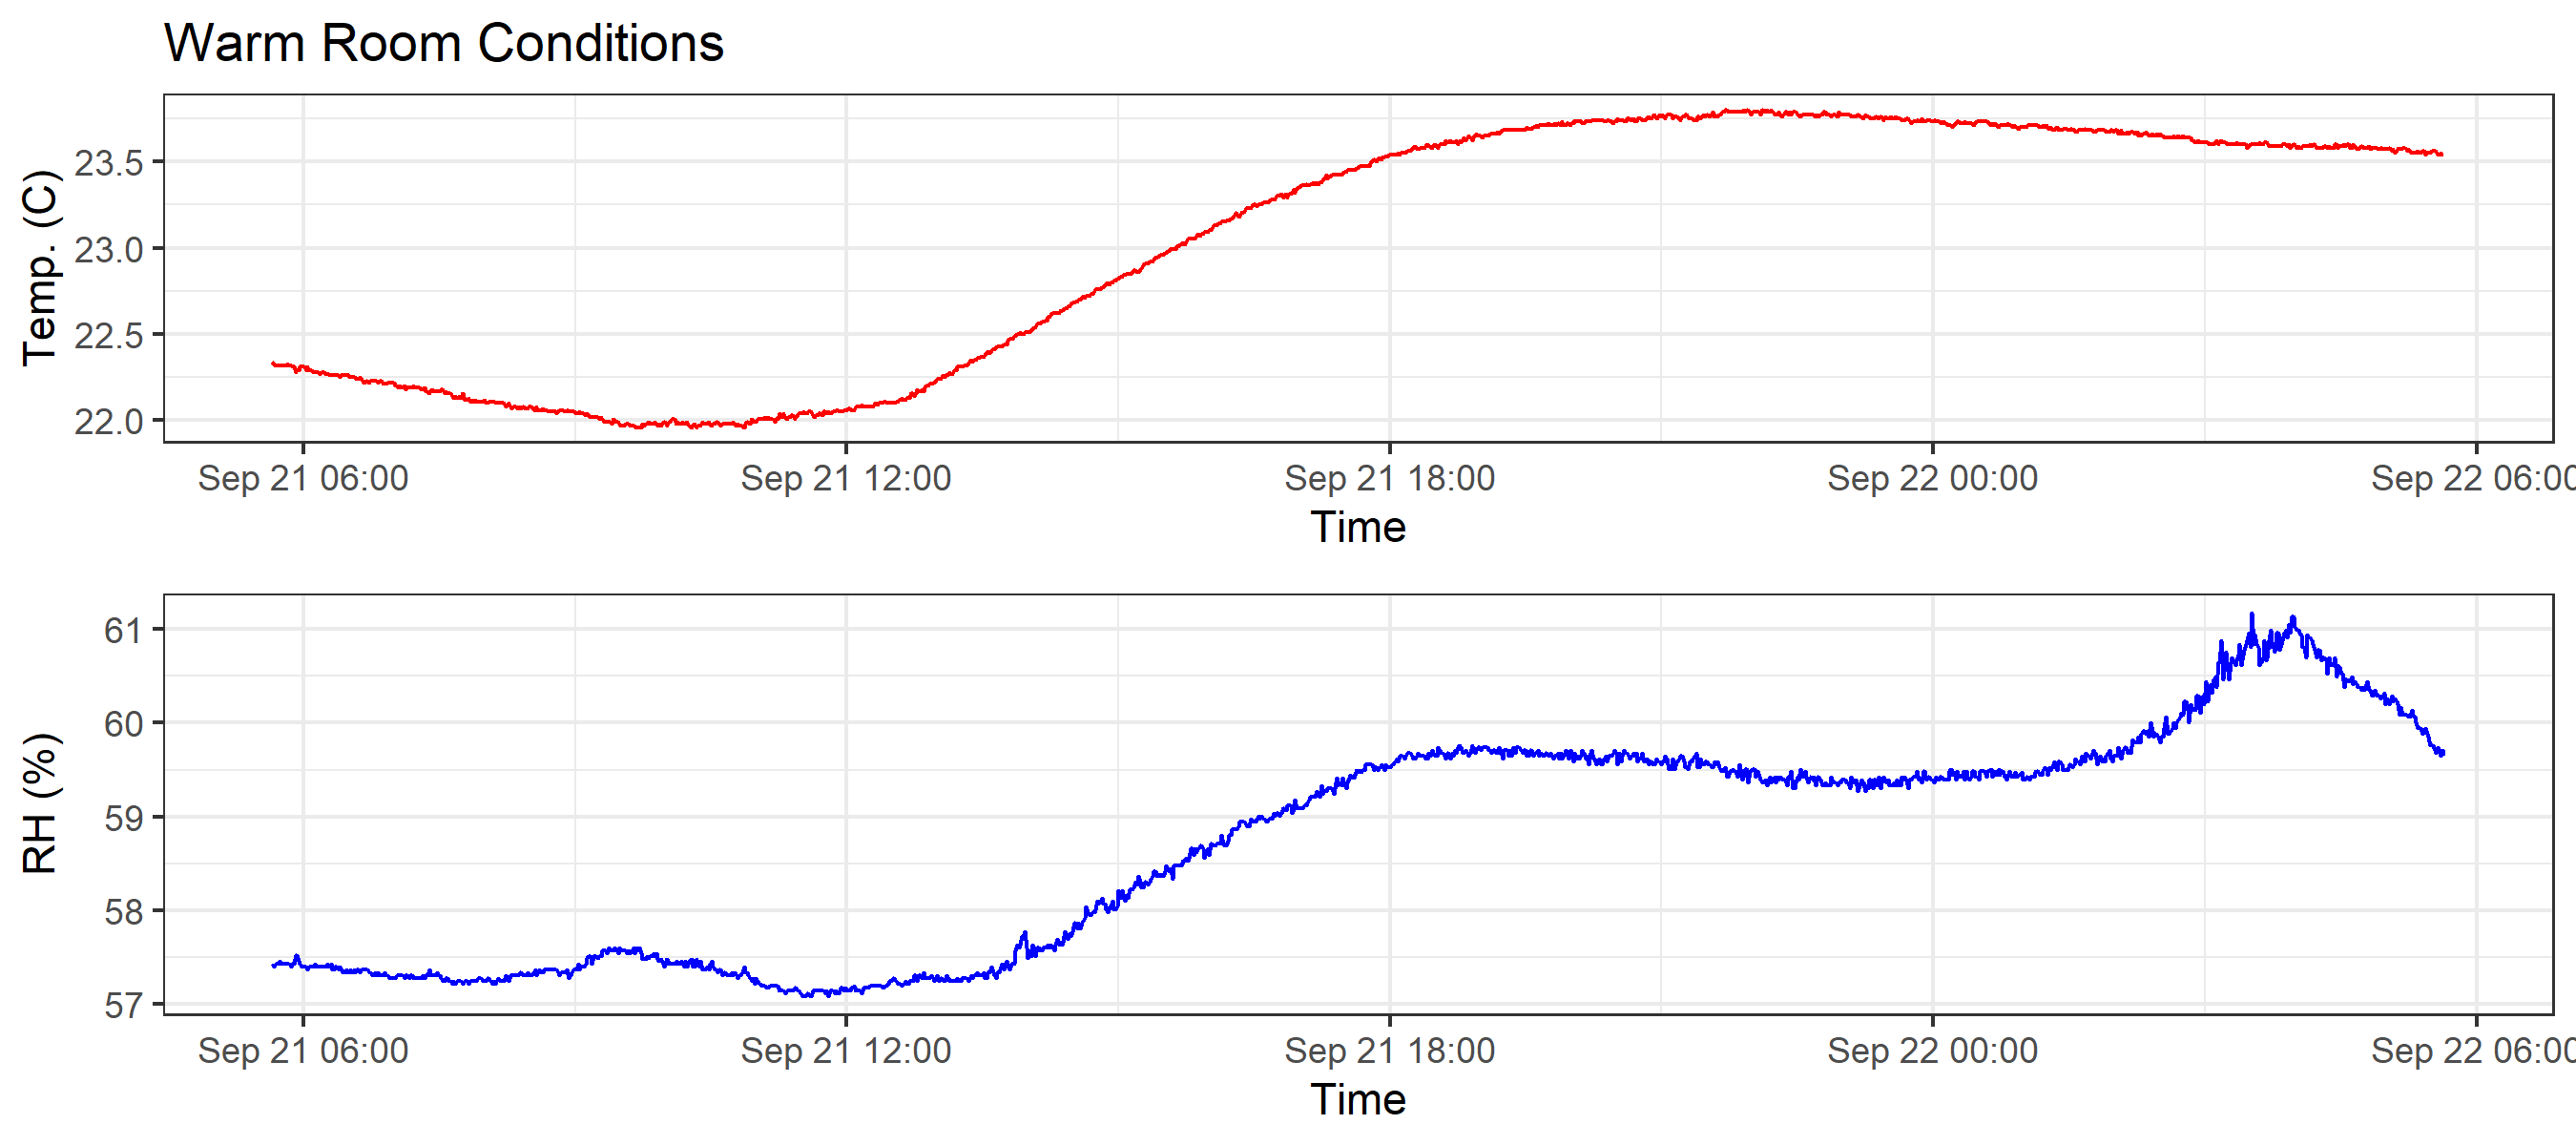 Warm Room Conditions
Temp. (C)
23.5
23.0
22.5
22.0
Sep 21 06:00 Sep 21 12:00 Sep 21 18:00 Sep 22 00:00 Sep 22 06:00
Time
RH (%)
61
60
59
58
57
Sep 21 06:00 Sep 21 12:00 Sep 21 18:00 Sep 22 00:00 Sep 22 06:00
Time